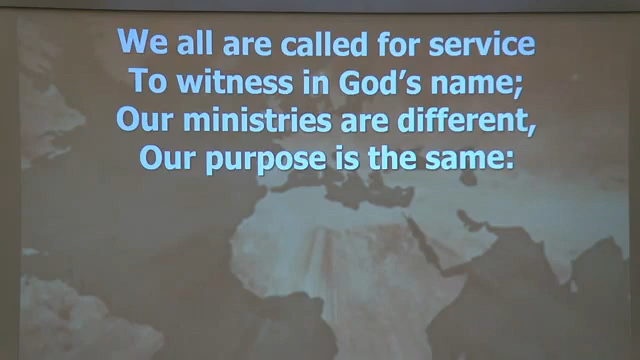 We all are called for service
To witness in God's name;
Our ministries are different,
Our purpose is the same: